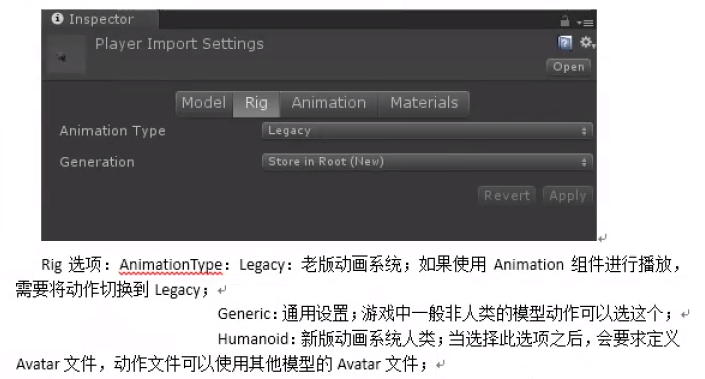 Inspector
Player Import Settings
Open
Model Rig Animation Materials
Animation Type Legacy
Generation Store in Root (New)
Revert Apply
Rig 选项：AnimationType：Legacy：老版动画系统；如果使用 Animation 组件进行播放，
需要将动作切换到 Legacy；
Generic：通用设置；游戏中一般非人类的模型动作可以选这个；
Humanoid：新版动画系统人类；当选择此选项之后，会要求定义
Avatar 文件，动作文件可以使用其他模型的 Avatar 文件；